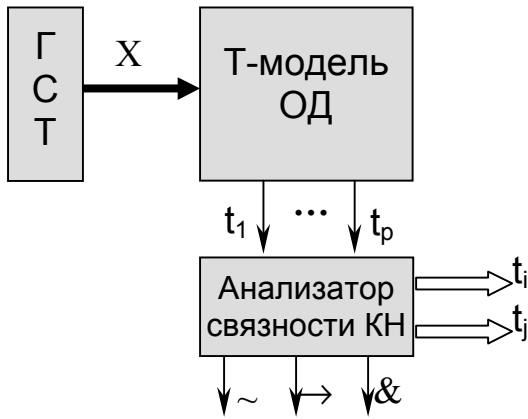 Г
С
Т
X
Т-модель
ОД
t₁ ... tₚ
Анализатор
связности КН
tᵢ
tⱼ
~ → &